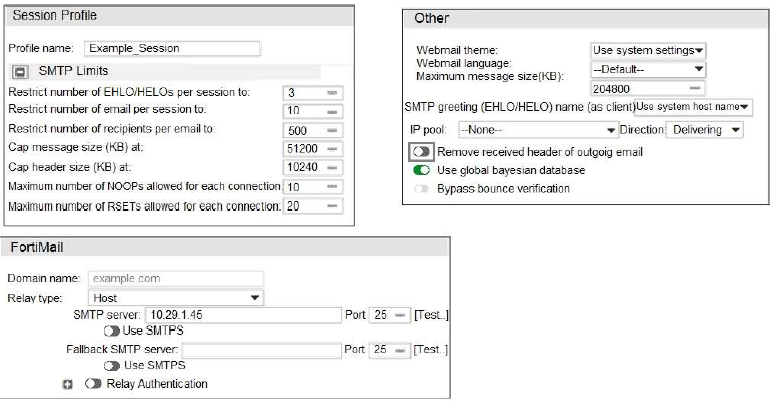 Session Profile
Profile name: Example_Session
SMTP Limits
Restrict number of EHLO/HELOs per session to: 3
Restrict number of email per session to: 10
Restrict number of recipients per email to: 500
Cap message size (KB) at: 51200
Cap header size (KB) at: 10240
Maximum number of NOOPs allowed for each connection: 10
Maximum number of RSETs allowed for each connection: 20
Other
Webmail theme: Use system settings
Webmail language: --Default--
Maximum message size(KB): 204800
SMTP greeting (EHLO/HELO) name (as client) Use system host name
IP pool: --None-- Direction: Delivering
Remove received header of outgoig email
Use global bayesian database
Bypass bounce verification
FortiMail
Domain name: example.com
Relay type: Host
SMTP server: 10.29.1.45 Port 25 [Test..]
Use SMTPS
Fallback SMTP server: Port 25 [Test..]
Use SMTPS
Relay Authentication